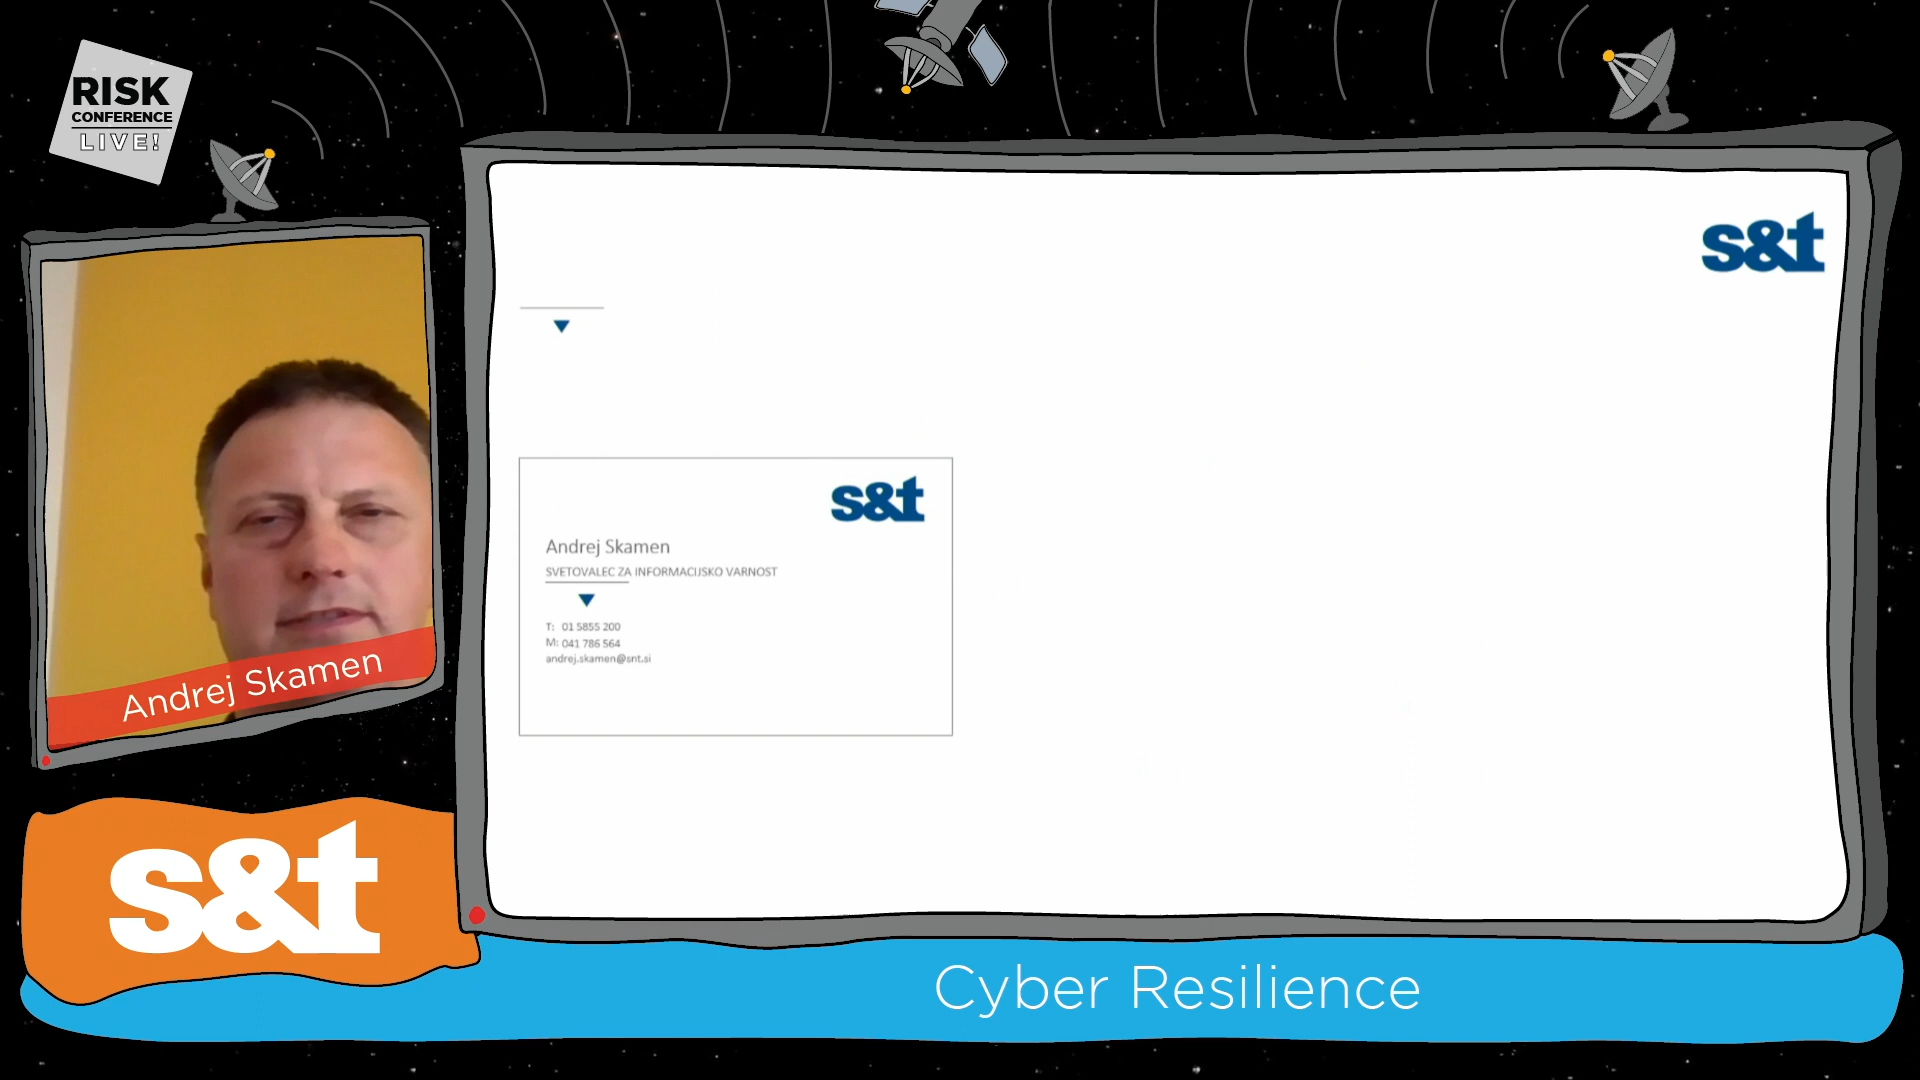 RISK
CONFERENCE
LIVE!
s&t
s&t
Andrej Skamen
SVETOVALEC ZA INFORMACIJSKO VARNOST
T: 01 5855 200
M: 041 786 564
andrej.skamen@snt.si
Andrej Skamen
s&t
Cyber Resilience